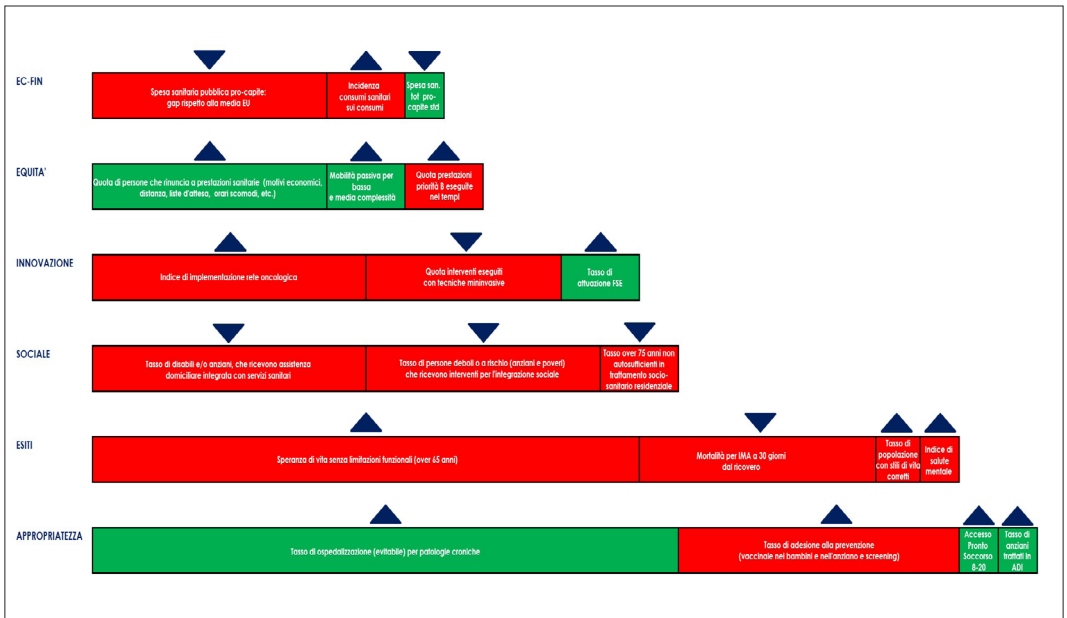 EC-FIN
Spesa sanitaria pubblica pro-capite:
gap rispetto alla media EU
Incidenza
consumi sanitari
sui consumi
Spesa san.
tot pro-
capite std
EQUITA'
Quota di persone che rinuncia a prestazioni sanitarie (motivi economici,
distanza, liste d'attesa, orari scomodi, etc.)
Mobilità passiva per
bassa
e media complessità
Quota prestazioni
priorità B eseguite
nei tempi
INNOVAZIONE
Indice di implementazione rete oncologica
Quota interventi eseguiti
con tecniche mininvasive
Tasso di
attuazione FSE
SOCIALE
Tasso di disabili e/o anziani, che ricevono assistenza
domiciliare integrata con servizi sanitari
Tasso di persone deboli o a rischio (anziani e poveri)
che ricevono interventi per l'integrazione sociale
Tasso over 75 anni non
autosufficienti in
trattamento socio-
sanitario residenziale
ESITI
Speranza di vita senza limitazioni funzionali (over 65 anni)
Mortalità per IMA a 30 giorni
dal ricovero
Tasso di
popolazione
con stili di vita
corretti
Indice di
salute
mentale
APPROPRIATEZZA
Tasso di ospedalizzazione (evitabile) per patologie croniche
Tasso di adesione alla prevenzione
(vaccinale nei bambini e nell'anziano e screening)
Accesso
Pronto
Soccorso
8-20
Tasso di
anziani
trattati in
ADI